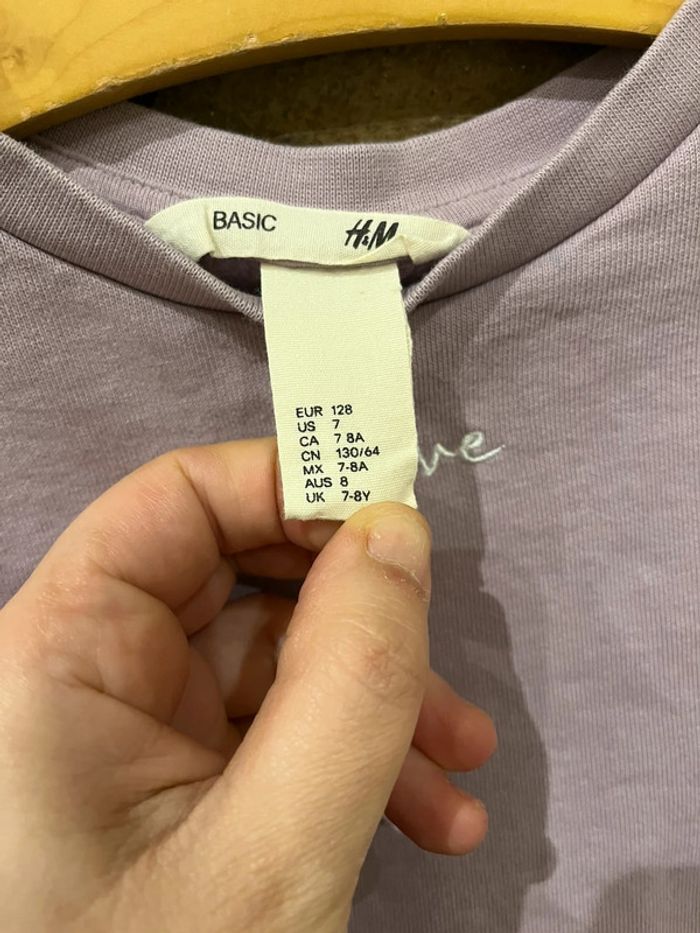 BASIC H&M
EUR 128
US 7
CA 7 8A
CN 130/64
MX 7-8A
AUS 8
UK 7-8Y